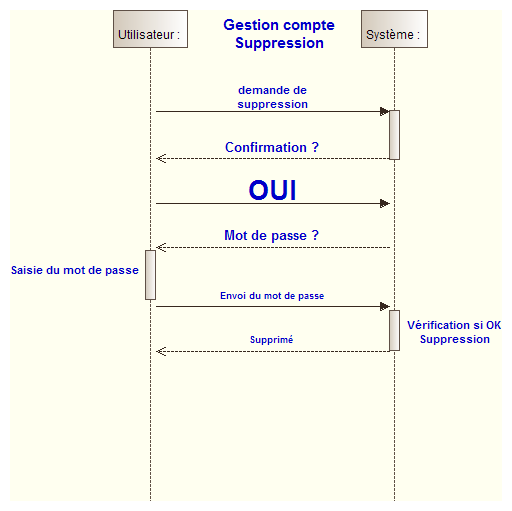 Utilisateur :
Gestion compte
Suppression
Système :
demande de
suppression
Confirmation ?
OUI
Mot de passe ?
Saisie du mot de passe
Envoi du mot de passe
Vérification si OK
Suppression
Supprimé